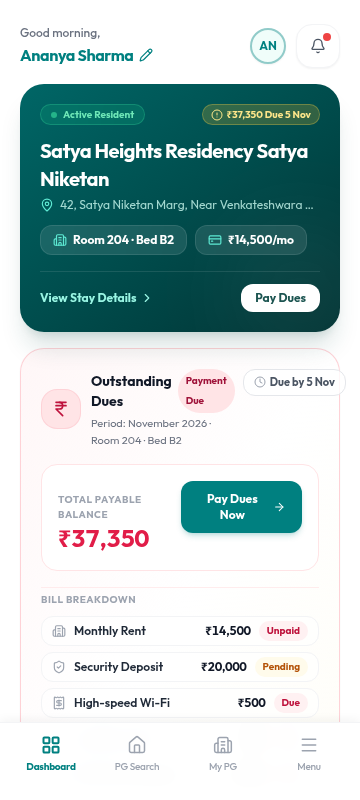 Good morning,
Ananya Sharma
AN
Active Resident
₹37,350 Due 5 Nov
Satya Heights Residency Satya
Niketan
42, Satya Niketan Marg, Near Venkateshwara ...
Room 204 · Bed B2
₹14,500/mo
View Stay Details
Pay Dues
₹
Outstanding
Dues
Payment
Due
Due by 5 Nov
Period: November 2026 ·
Room 204 · Bed B2
TOTAL PAYABLE
BALANCE
₹37,350
Pay Dues
Now
BILL BREAKDOWN
Monthly Rent ₹14,500 Unpaid
Security Deposit ₹20,000 Pending
High-speed Wi-Fi ₹500 Due
Dashboard PG Search My PG Menu